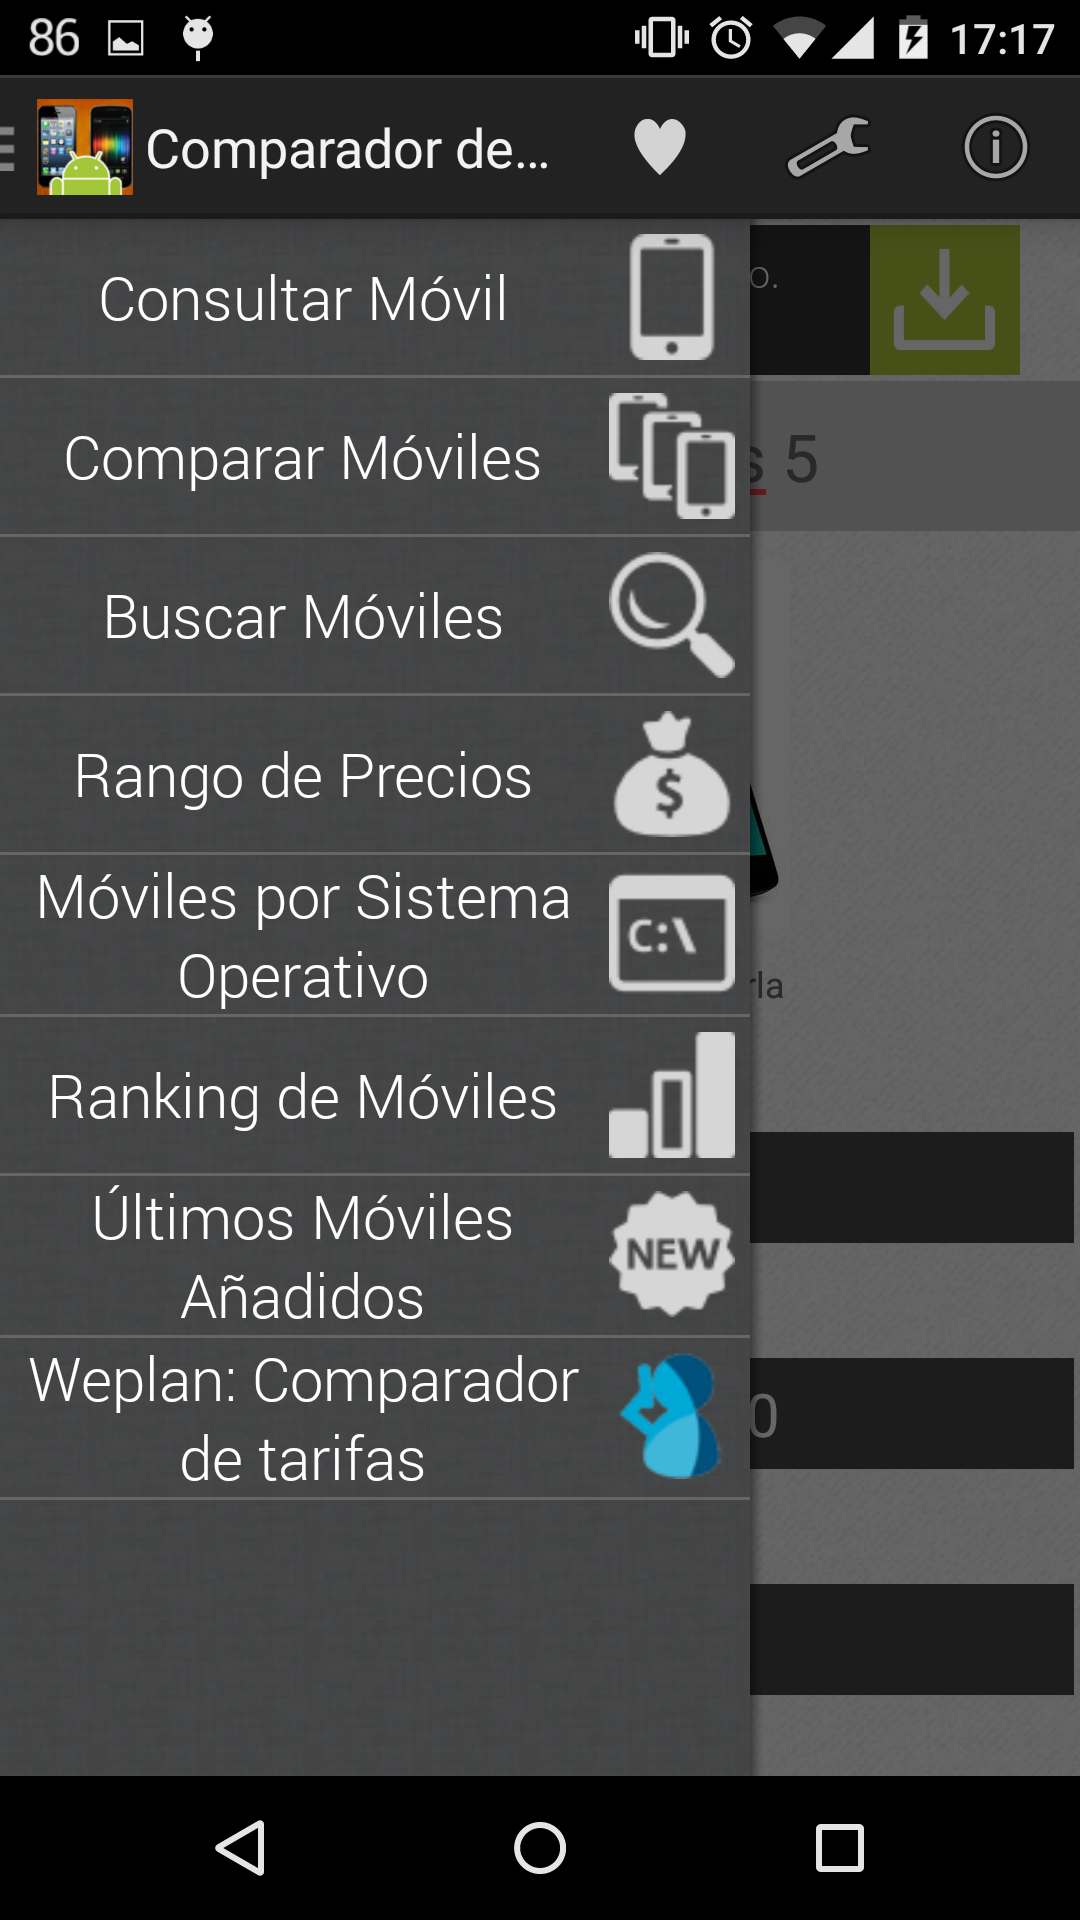 86
17:17
Comparador de...
Consultar Móvil
o.
Comparar Móviles
s 5
Buscar Móviles
Rango de Precios
$
Móviles por Sistema
Operativo
C:\
rla
Ranking de Móviles
Últimos Móviles
Añadidos
NEW
Weplan: Comparador
de tarifas
0